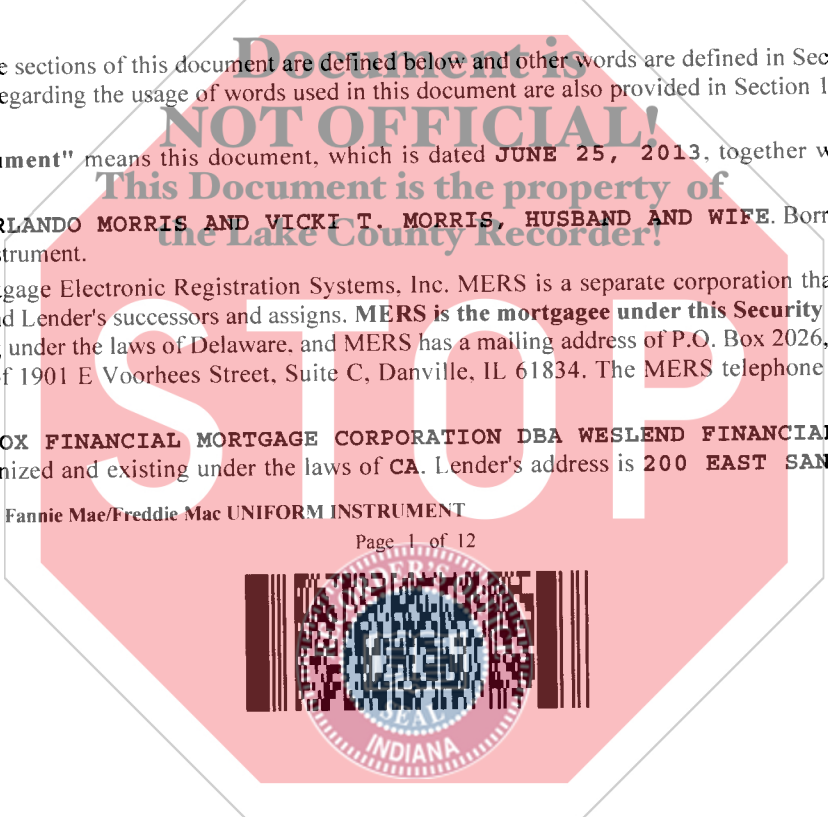 e sections of this document are defined below and other words are defined in Sec
egarding the usage of words used in this document are also provided in Section 1
Document is
NOT OFFICIAL!
ument" means this document, which is dated JUNE 25, 2013, together w
This Document is the property of
RLANDO MORRIS AND VICKI T. MORRIS, HUSBAND AND WIFE. Borr
the Lake County Recorder!
strument.
gage Electronic Registration Systems, Inc. MERS is a separate corporation tha
d Lender's successors and assigns. MERS is the mortgagee under this Security
under the laws of Delaware. and MERS has a mailing address of P.O. Box 2026,
f 1901 E Voorhees Street, Suite C, Danville, IL 61834. The MERS telephone
STOP
OX FINANCIAL MORTGAGE CORPORATION DBA WESLEND FINANCIAL
nized and existing under the laws of CA. Lender's address is 200 EAST SAN
Fannie Mae/Freddie Mac UNIFORM INSTRUMENT
Page 1 of 12
SEAL
INDIANA